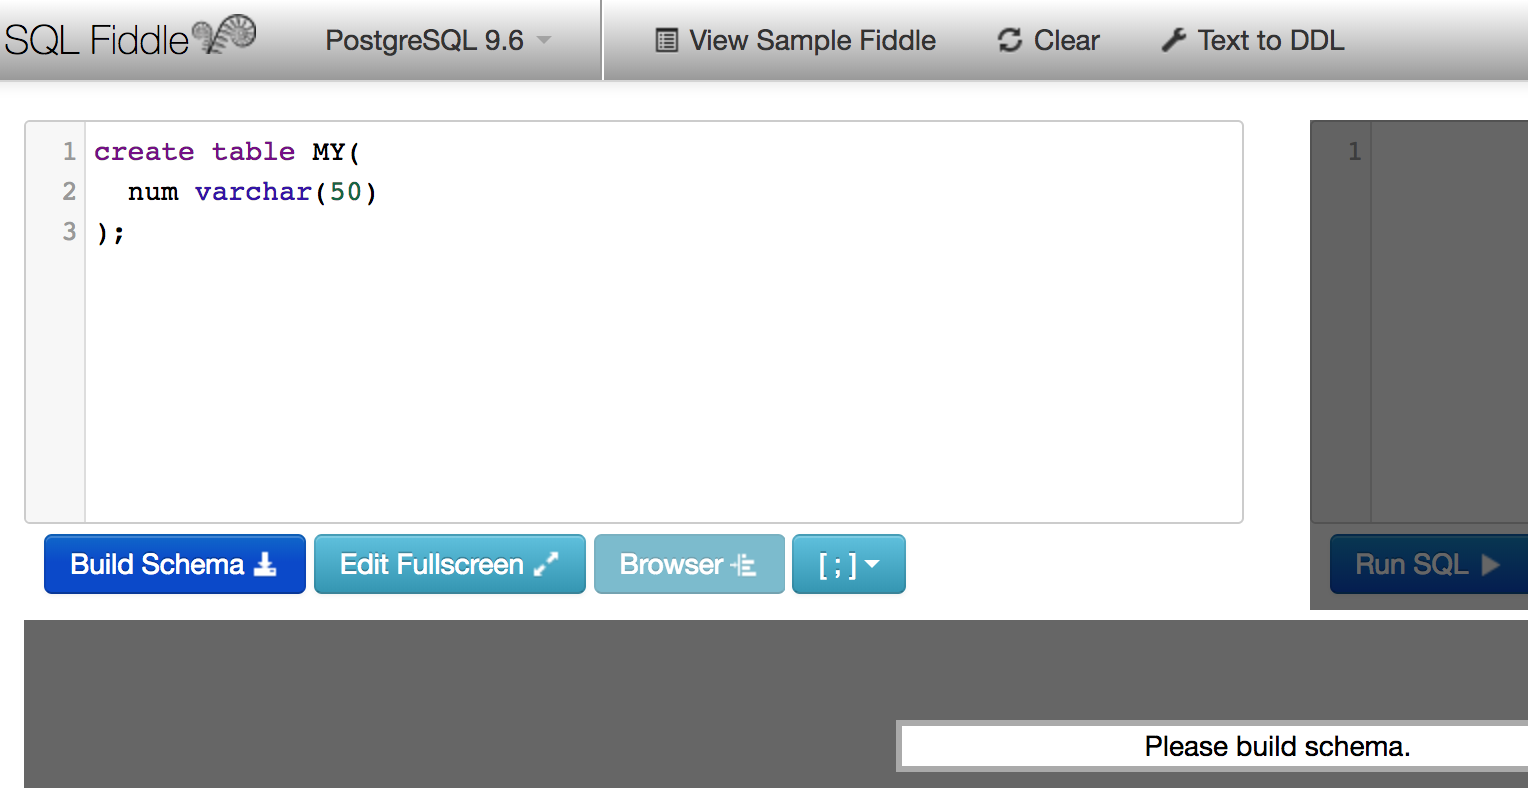 SQL Fiddle PostgreSQL 9.6 View Sample Fiddle Clear Text to DDL
1 create table MY(
2   num varchar(50)
3 );
1
Build Schema Edit Fullscreen Browser [ ; ]
Run SQL
Please build schema.